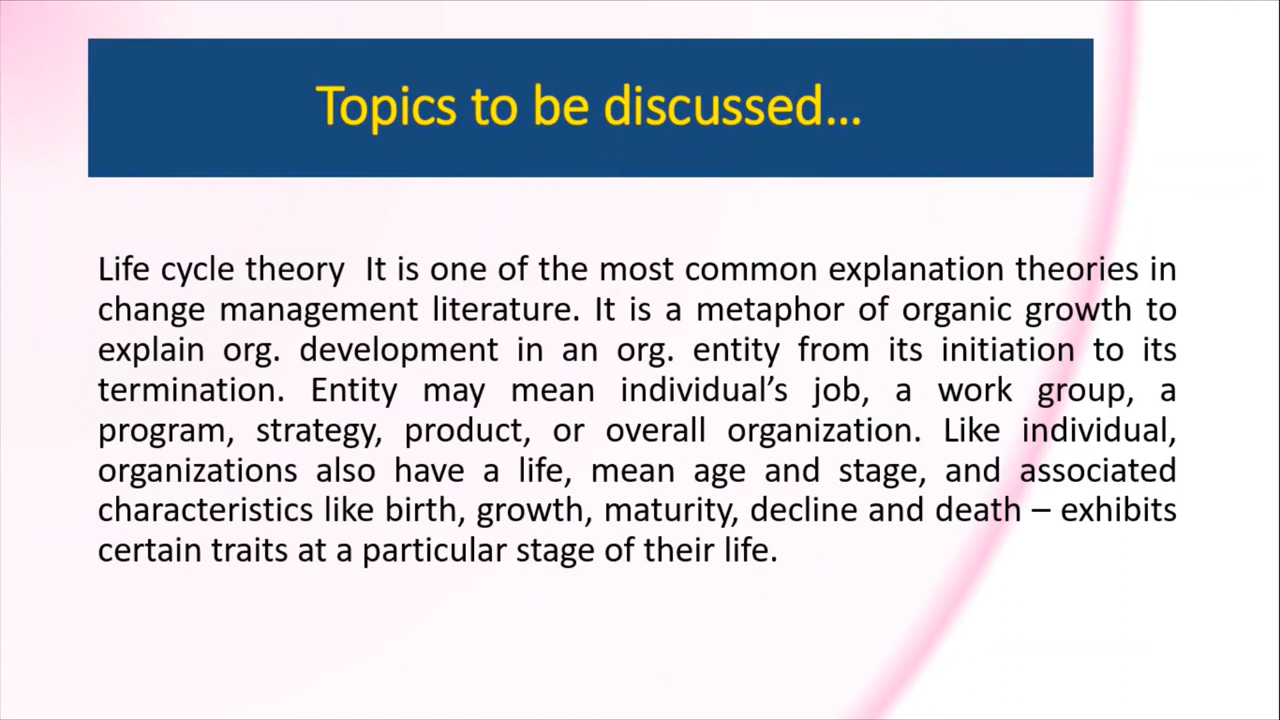 Topics to be discussed...
Life cycle theory  It is one of the most common explanation theories in
change management literature. It is a metaphor of organic growth to
explain org. development in an org. entity from its initiation to its
termination. Entity may mean individual’s job, a work group, a
program, strategy, product, or overall organization. Like individual,
organizations also have a life, mean age and stage, and associated
characteristics like birth, growth, maturity, decline and death – exhibits
certain traits at a particular stage of their life.